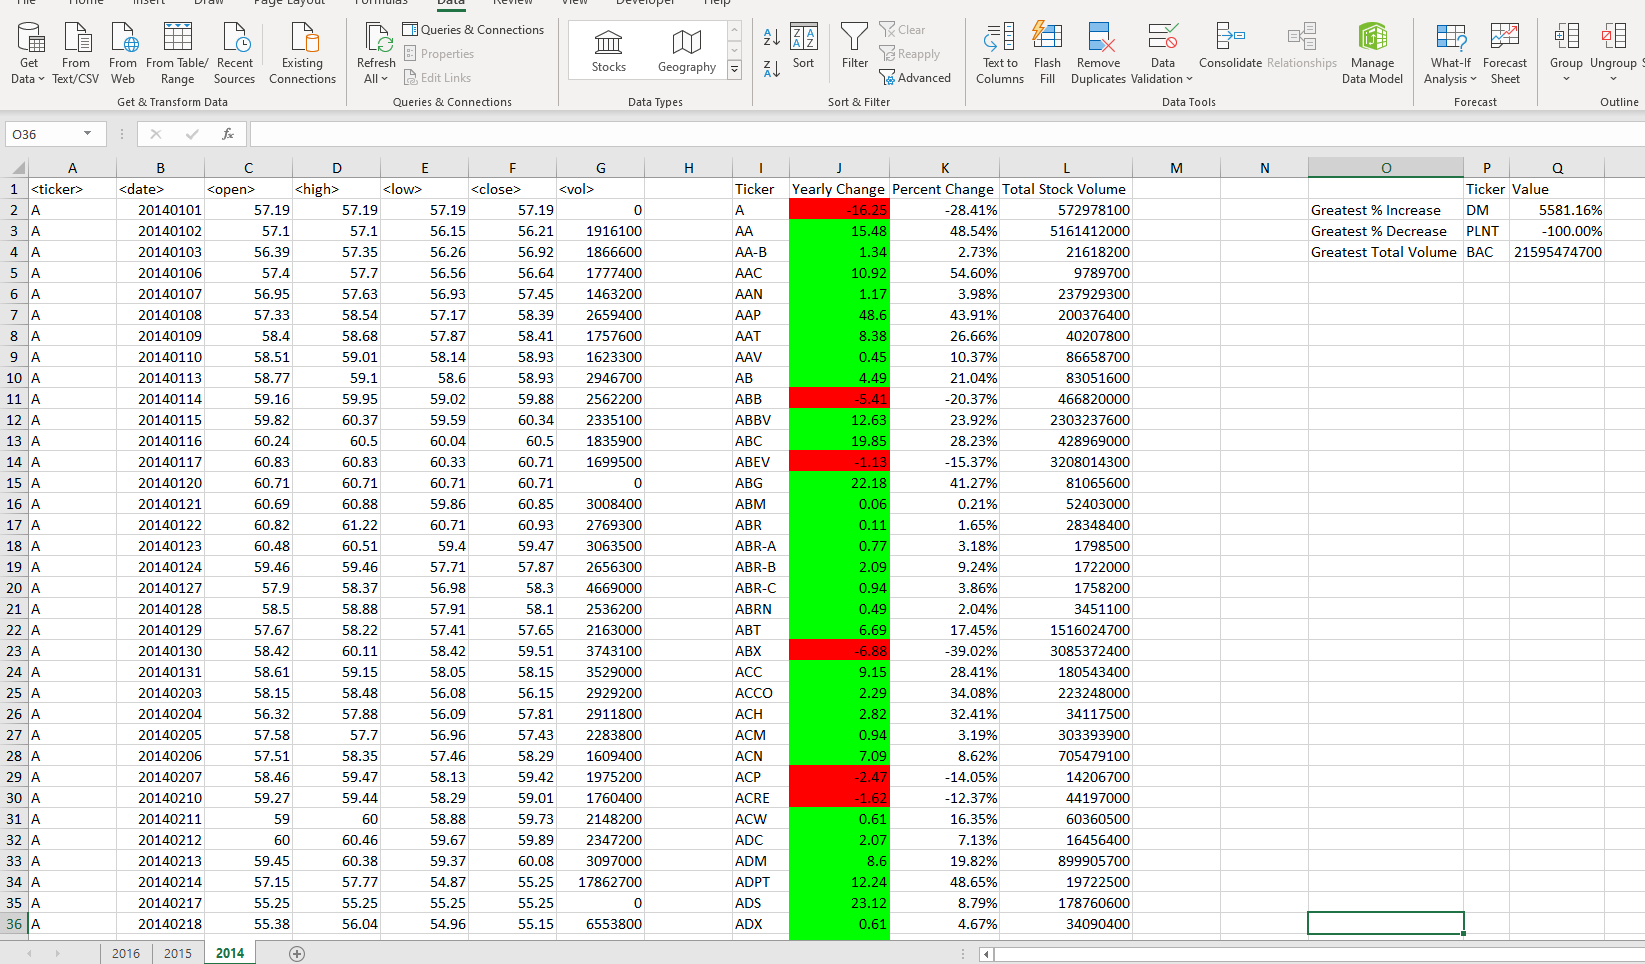 File Home Insert Draw Page Layout Formulas Data Review View Developer Help
Get Data From Text/CSV From Web From Table/ Range Recent Sources Existing Connections
Get & Transform Data
Refresh All Queries & Connections Properties Edit Links
Queries & Connections
Stocks Geography
Data Types
Sort Filter Clear Reapply Advanced
Sort & Filter
Text to Columns Flash Fill Remove Duplicates Data Validation Consolidate Relationships Manage Data Model
Data Tools
What-If Analysis Forecast Sheet
Forecast
Group Ungroup
Outline
O36 fx
A B C D E F G H I J K L M N O P Q
1 <ticker> <date> <open> <high> <low> <close> <vol> Ticker Yearly Change Percent Change Total Stock Volume Ticker Value
2 A 20140101 57.19 57.19 57.19 57.19 0 A -16.25 -28.41% 572978100 Greatest % Increase DM 5581.16%
3 A 20140102 57.1 57.1 56.15 56.21 1916100 AA 15.48 48.54% 5161412000 Greatest % Decrease PLNT -100.00%
4 A 20140103 56.39 57.35 56.26 56.92 1866600 AA-B 1.34 2.73% 21618200 Greatest Total Volume BAC 21595474700
5 A 20140106 57.4 57.7 56.56 56.64 1777400 AAC 10.92 54.60% 9789700
6 A 20140107 56.95 57.63 56.93 57.45 1463200 AAN 1.17 3.98% 237929300
7 A 20140108 57.33 58.54 57.17 58.39 2659400 AAP 48.6 43.91% 200376400
8 A 20140109 58.4 58.68 57.87 58.41 1757600 AAT 8.38 26.66% 40207800
9 A 20140110 58.51 59.01 58.14 58.93 1623300 AAV 0.45 10.37% 86658700
10 A 20140113 58.77 59.1 58.6 58.93 2946700 AB 4.49 21.04% 83051600
11 A 20140114 59.16 59.95 59.02 59.88 2562200 ABB -5.41 -20.37% 466820000
12 A 20140115 59.82 60.37 59.59 60.34 2335100 ABBV 12.63 23.92% 2303237600
13 A 20140116 60.24 60.5 60.04 60.5 1835900 ABC 19.85 28.23% 428969000
14 A 20140117 60.83 60.83 60.33 60.71 1699500 ABEV -1.13 -15.37% 3208014300
15 A 20140120 60.71 60.71 60.71 60.71 0 ABG 22.18 41.27% 81065600
16 A 20140121 60.69 60.88 59.86 60.85 3008400 ABM 0.06 0.21% 52403000
17 A 20140122 60.82 61.22 60.71 60.93 2769300 ABR 0.11 1.65% 28348400
18 A 20140123 60.48 60.51 59.4 59.47 3063500 ABR-A 0.77 3.18% 1798500
19 A 20140124 59.46 59.46 57.71 57.87 2656300 ABR-B 2.09 9.24% 1722000
20 A 20140127 57.9 58.37 56.98 58.3 4669000 ABR-C 0.94 3.86% 1758200
21 A 20140128 58.5 58.88 57.91 58.1 2536200 ABRN 0.49 2.04% 3451100
22 A 20140129 57.67 58.22 57.41 57.65 2163000 ABT 6.69 17.45% 1516024700
23 A 20140130 58.42 60.11 58.42 59.51 3743100 ABX -6.88 -39.02% 3085372400
24 A 20140131 58.61 59.15 58.05 58.15 3529000 ACC 9.15 28.41% 180543400
25 A 20140203 58.15 58.48 56.08 56.15 2929200 ACCO 2.29 34.08% 223248000
26 A 20140204 56.32 57.88 56.09 57.81 2911800 ACH 2.82 32.41% 34117500
27 A 20140205 57.58 57.7 56.96 57.43 2283800 ACM 0.94 3.19% 303393900
28 A 20140206 57.51 58.35 57.46 58.29 1609400 ACN 7.09 8.62% 705479100
29 A 20140207 58.46 59.47 58.13 59.42 1975200 ACP -2.47 -14.05% 14206700
30 A 20140210 59.27 59.44 58.29 59.01 1760400 ACRE -1.62 -12.37% 44197000
31 A 20140211 59 60 58.88 59.73 2148200 ACW 0.61 16.35% 60360500
32 A 20140212 60 60.46 59.67 59.89 2347200 ADC 2.07 7.13% 16456400
33 A 20140213 59.45 60.38 59.37 60.08 3097000 ADM 8.6 19.82% 899905700
34 A 20140214 57.15 57.77 54.87 55.25 17862700 ADPT 12.24 48.65% 19722500
35 A 20140217 55.25 55.25 55.25 55.25 0 ADS 23.12 8.79% 178760600
36 A 20140218 55.38 56.04 54.96 55.15 6553800 ADX 0.61 4.67% 34090400
2016 2015 2014